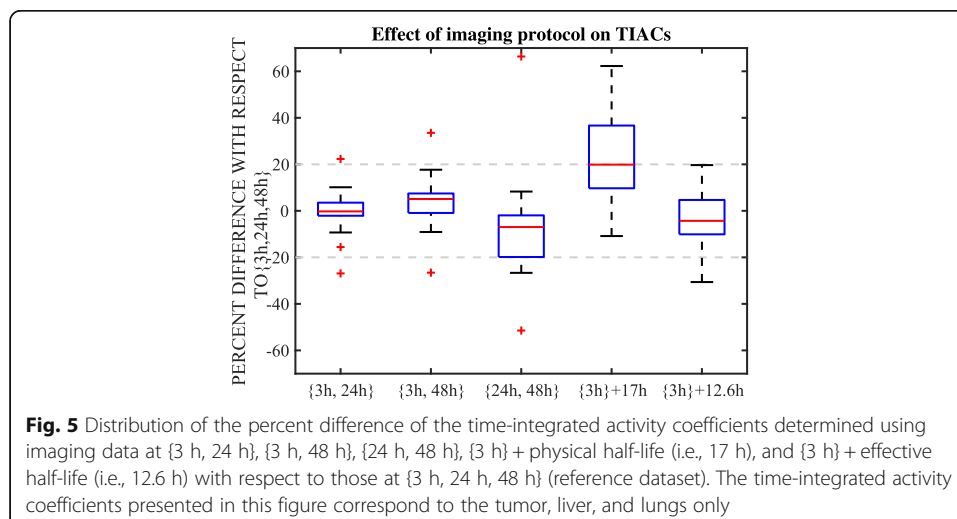 Effect of imaging protocol on TIACs
PERCENT DIFFERENCE WITH RESPECT
TO{3h,24h,48h}
60
40
20
0
-20
-40
-60
{3h, 24h}
{3h, 48h}
{24h, 48h}
{3h}+17h
{3h}+12.6h
Fig. 5 Distribution of the percent difference of the time-integrated activity coefficients determined using
imaging data at {3 h, 24 h}, {3 h, 48 h}, {24 h, 48 h}, {3 h} + physical half-life (i.e., 17 h), and {3 h} + effective
half-life (i.e., 12.6 h) with respect to those at {3 h, 24 h, 48 h} (reference dataset). The time-integrated activity
coefficients presented in this figure correspond to the tumor, liver, and lungs only